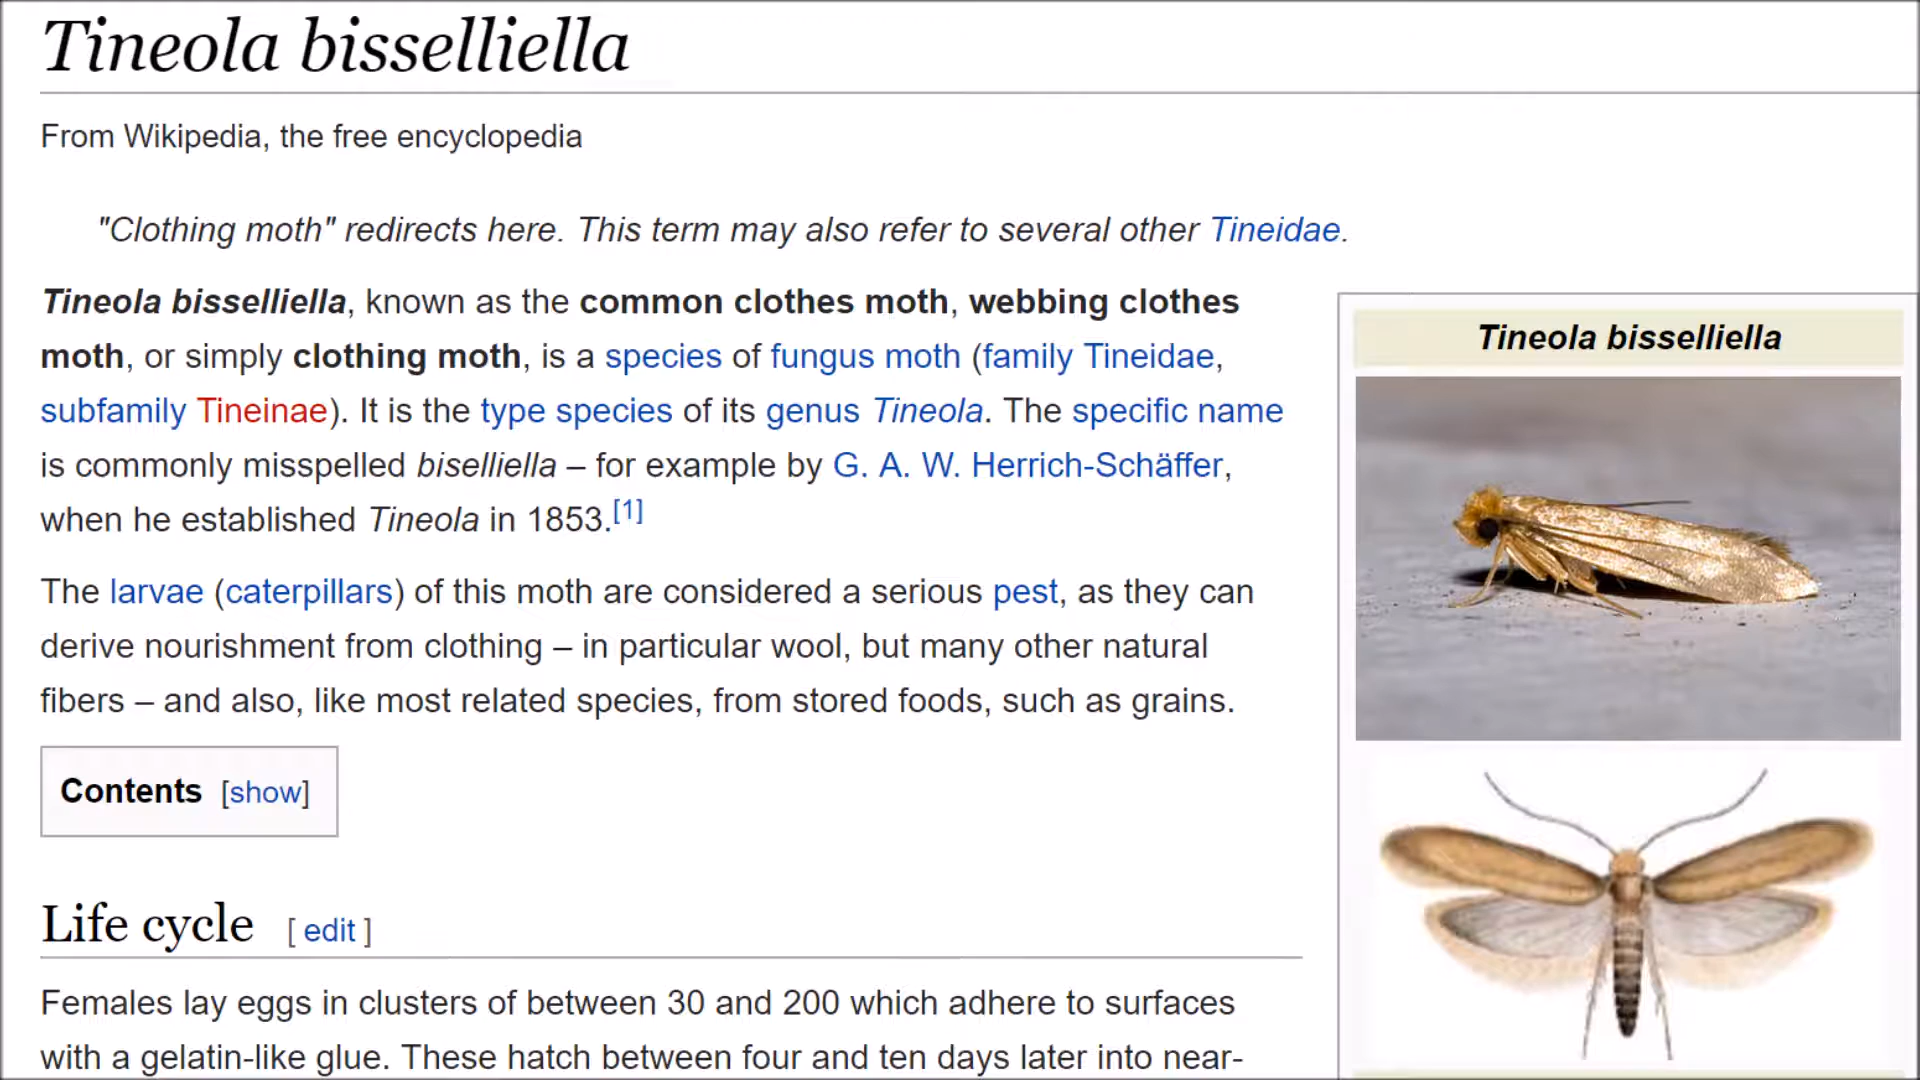 Tineola bisselliella
From Wikipedia, the free encyclopedia
"Clothing moth" redirects here. This term may also refer to several other Tineidae.
Tineola bisselliella, known as the common clothes moth, webbing clothes
moth, or simply clothing moth, is a species of fungus moth (family Tineidae,
subfamily Tineinae). It is the type species of its genus Tineola. The specific name
is commonly misspelled biselliella – for example by G. A. W. Herrich-Schäffer,
when he established Tineola in 1853.[1]
The larvae (caterpillars) of this moth are considered a serious pest, as they can
derive nourishment from clothing – in particular wool, but many other natural
fibers – and also, like most related species, from stored foods, such as grains.
Contents [show]
Life cycle [ edit ]
Females lay eggs in clusters of between 30 and 200 which adhere to surfaces
with a gelatin-like glue. These hatch between four and ten days later into near-
Tineola bisselliella